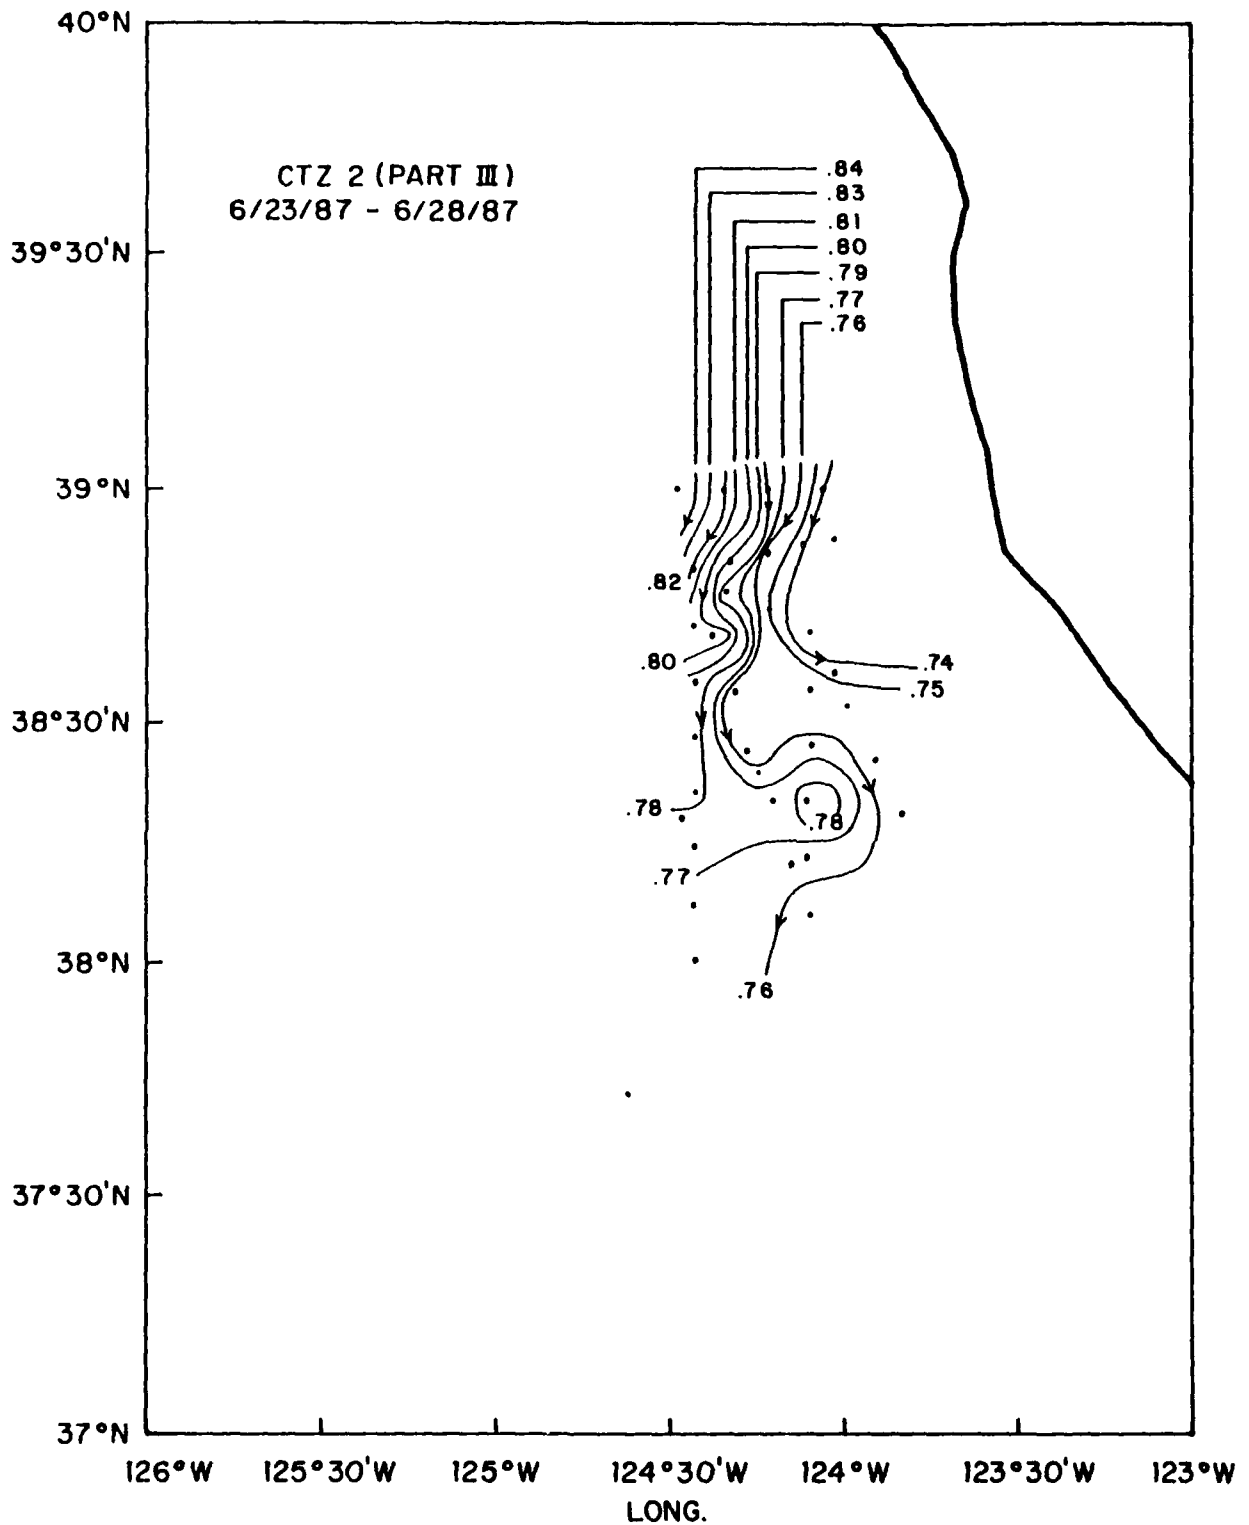 40°N
CTZ 2 (PART III)
6/23/87 - 6/28/87
.84
.83
.81
39°30'N
.80
.79
.77
.76
39°N
.82
.80
.74
.75
38°30'N
.78
.78
.77
38°N
.76
37°30'N
37°N
126°W 125°30'W 125°W 124°30'W 124°W 123°30'W 123°W
LONG.